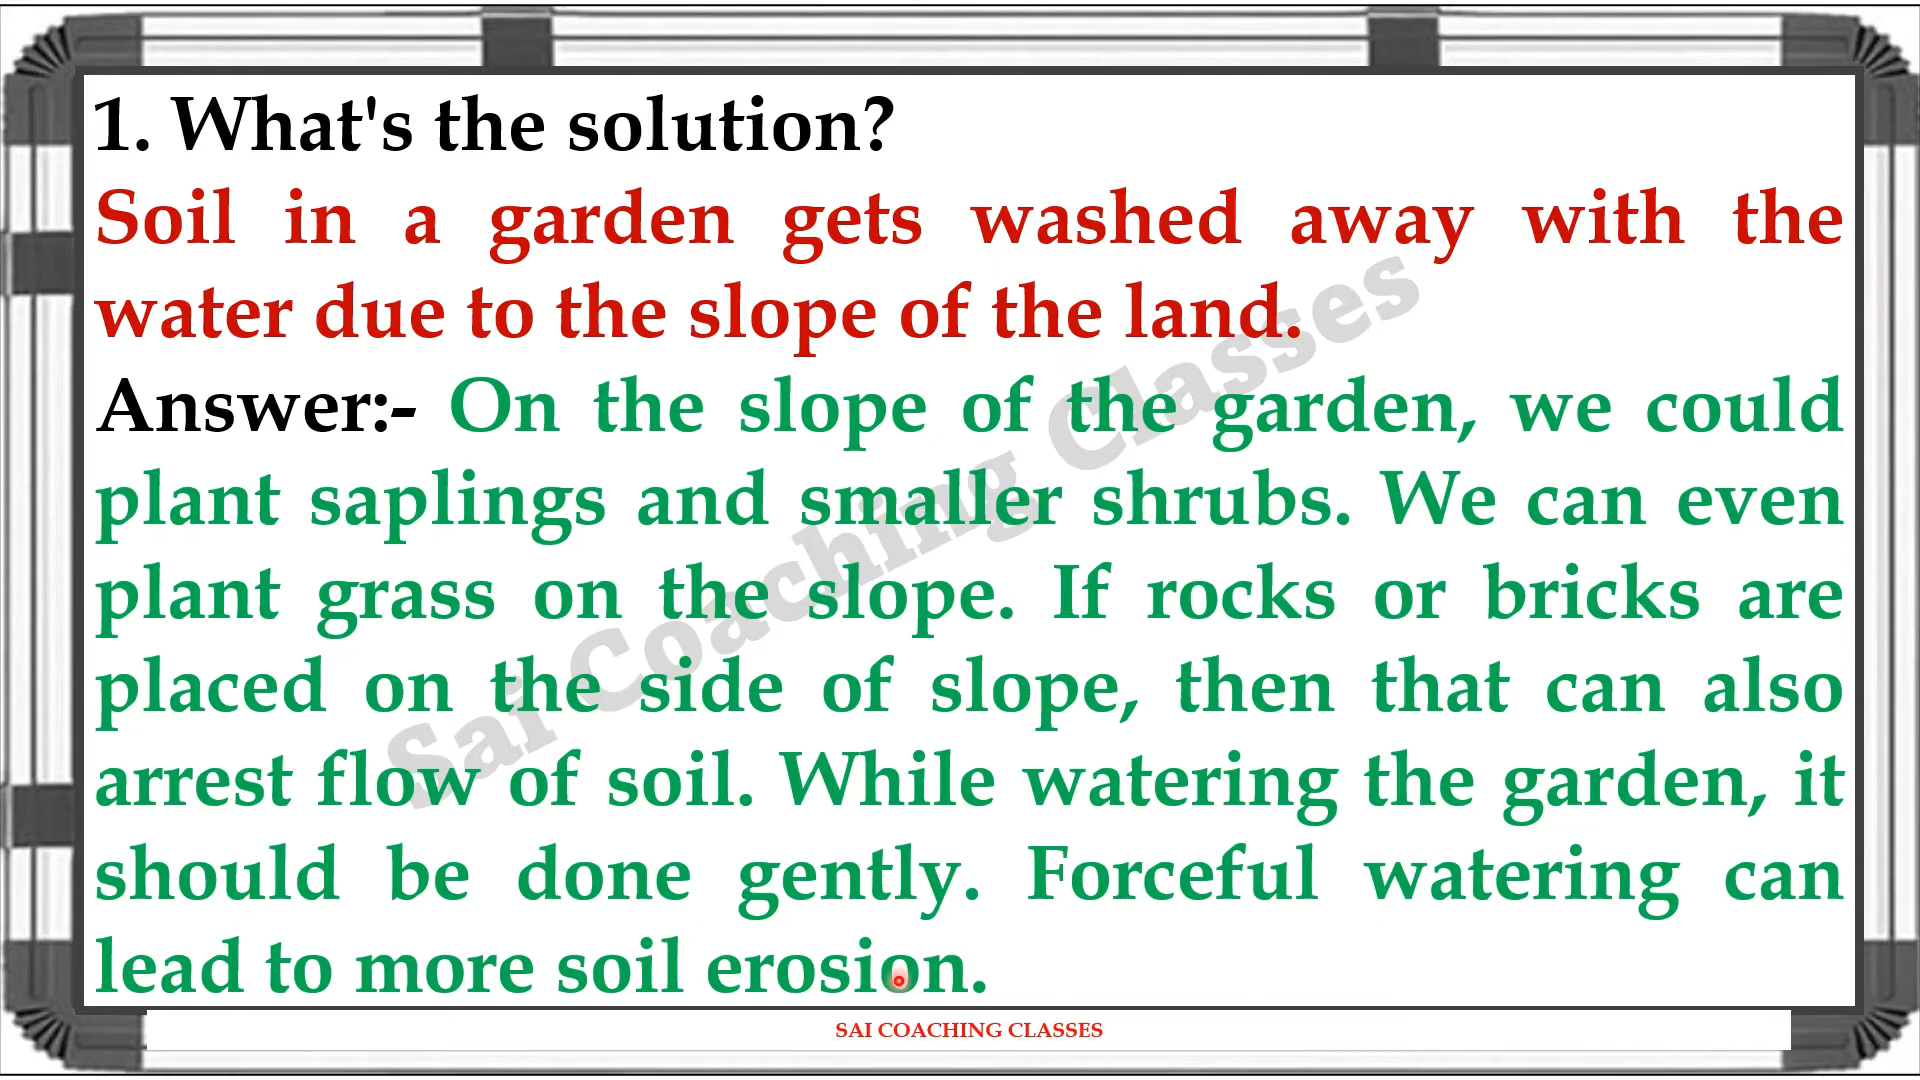 1. What's the solution?
Soil in a garden gets washed away with the
water due to the slope of the land.
Answer:- On the slope of the garden, we could
plant saplings and smaller shrubs. We can even
plant grass on the slope. If rocks or bricks are
placed on the side of slope, then that can also
arrest flow of soil. While watering the garden, it
should be done gently. Forceful watering can
lead to more soil erosion.
Sai Coaching Classes
SAI COACHING CLASSES